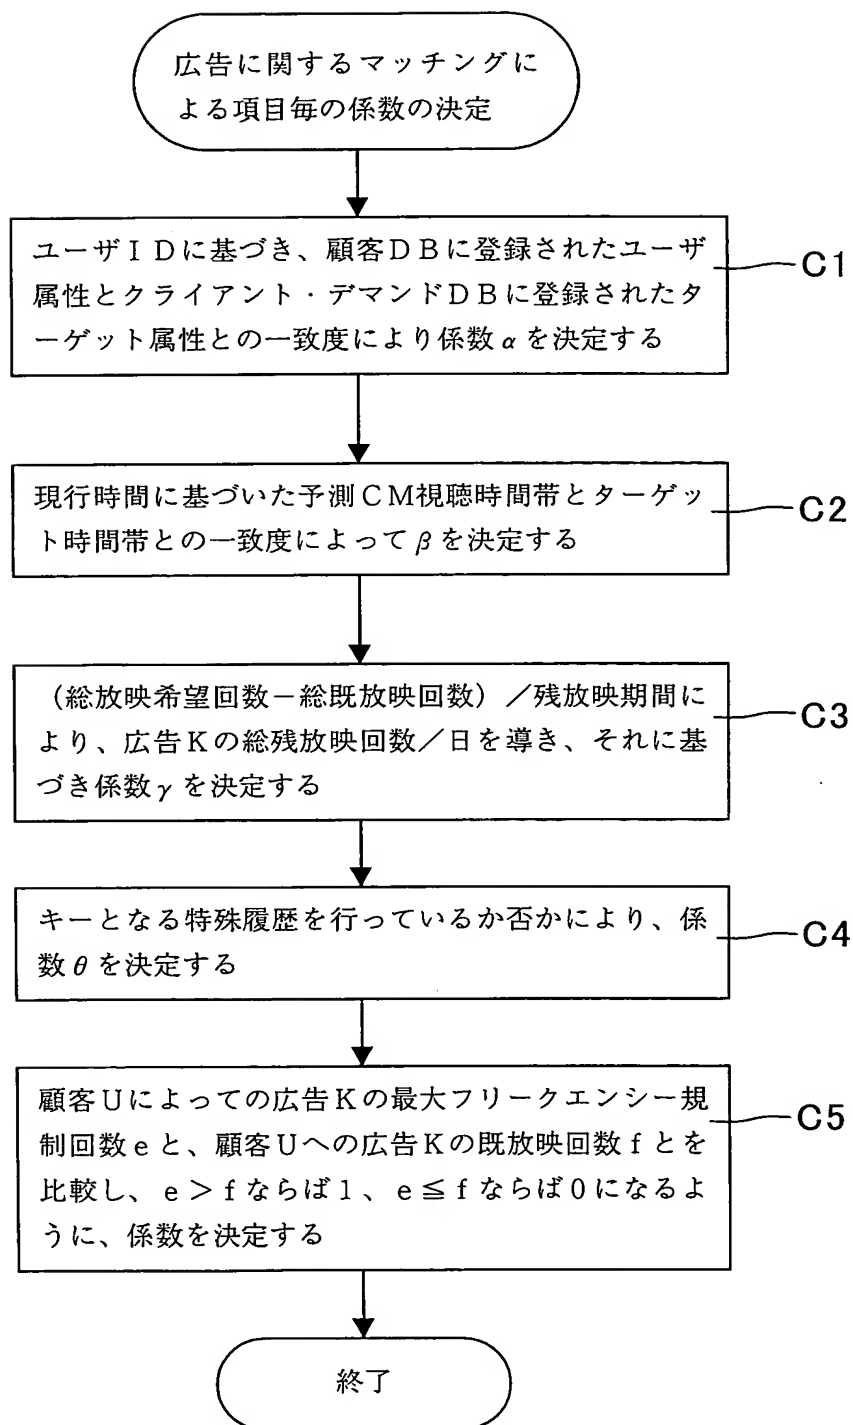 広告に関するマッチングに
よる項目毎の係数の決定
ユーザＩＤに基づき、顧客ＤＢに登録されたユーザ
属性とクライアント・デマンドＤＢに登録されたタ
ーゲット属性との一致度により係数αを決定する
C1
現行時間に基づいた予測ＣＭ視聴時間帯とターゲッ
ト時間帯との一致度によってβを決定する
C2
（総放映希望回数－総既放映回数）／残放映期間に
より、広告Ｋの総残放映回数／日を導き、それに基
づき係数γを決定する
C3
キーとなる特殊履歴を行っているか否かにより、係
数θを決定する
C4
顧客Ｕによっての広告Ｋの最大フリークエンシー規
制回数ｅと、顧客Ｕへの広告Ｋの既放映回数ｆとを
比較し、ｅ＞ｆならば１、ｅ≦ｆならば０になるよ
うに、係数を決定する
C5
終了